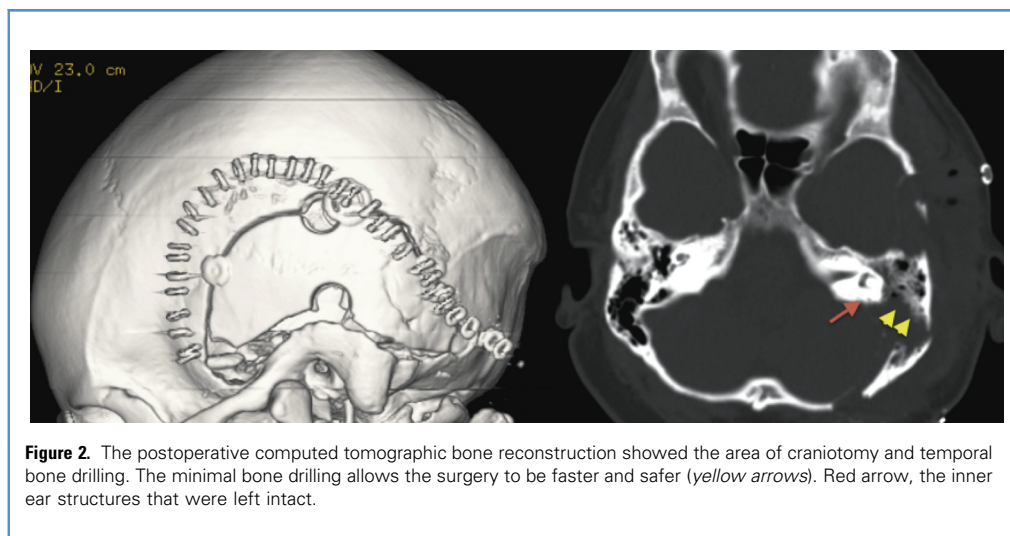 IV 23.0 cm
ND/I
Figure 2. The postoperative computed tomographic bone reconstruction showed the area of craniotomy and temporal
bone drilling. The minimal bone drilling allows the surgery to be faster and safer (yellow arrows). Red arrow, the inner
ear structures that were left intact.